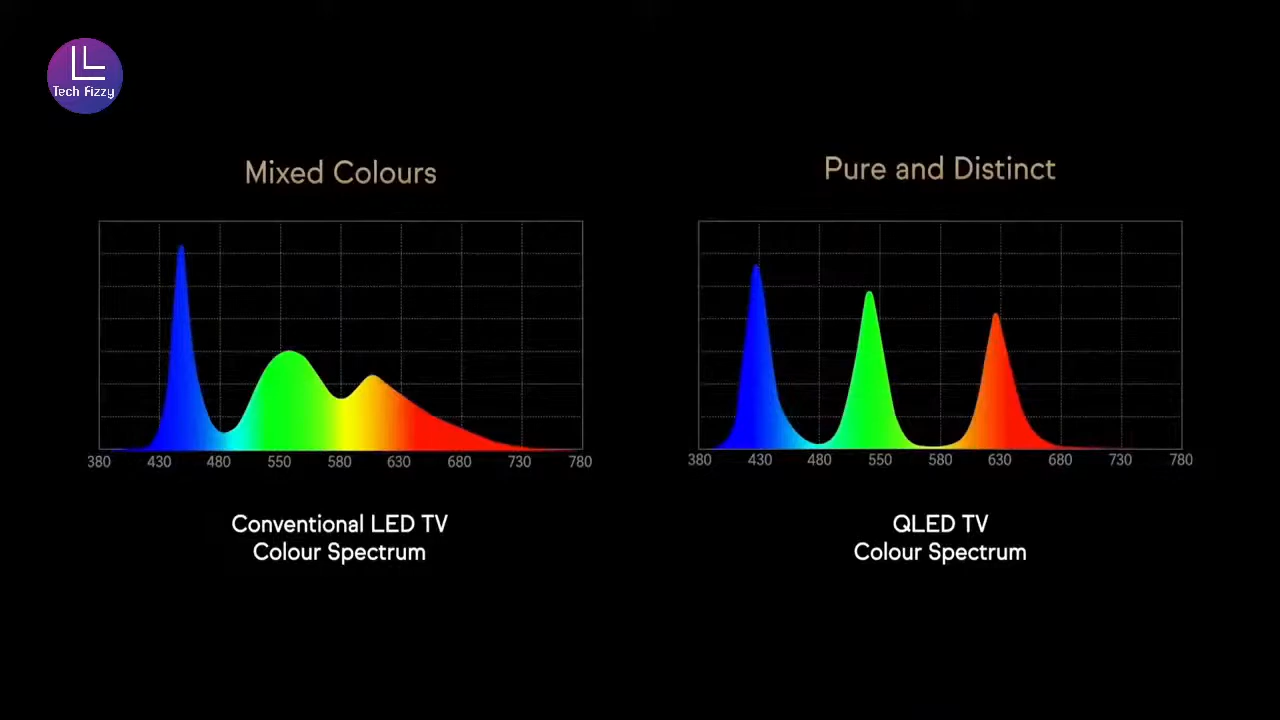 Tech Fizzy
Mixed Colours
380 430 480 550 580 630 680 730 780
Conventional LED TV
Colour Spectrum
Pure and Distinct
380 430 480 550 580 630 680 730 780
QLED TV
Colour Spectrum